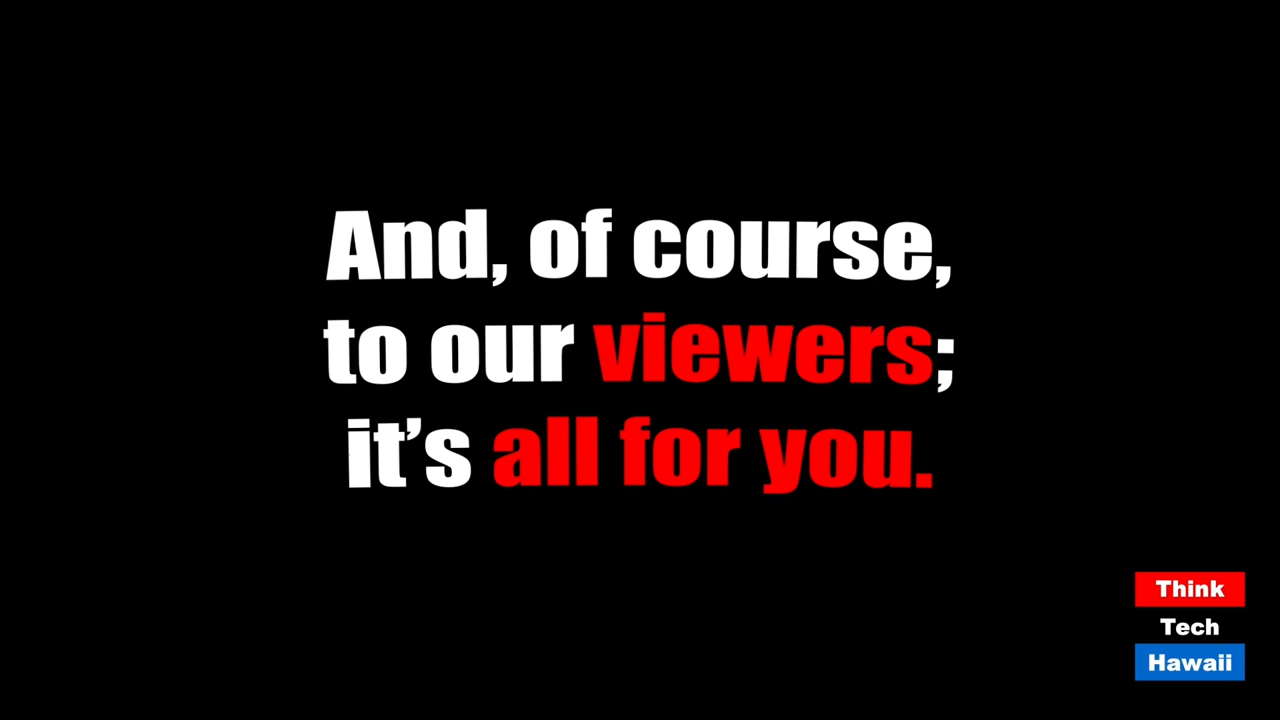 And, of course,
to our viewers;
it’s all for you.
Think
Tech
Hawaii